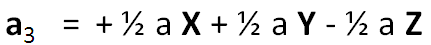 a₃ = + ½ a X + ½ a Y - ½ a Z